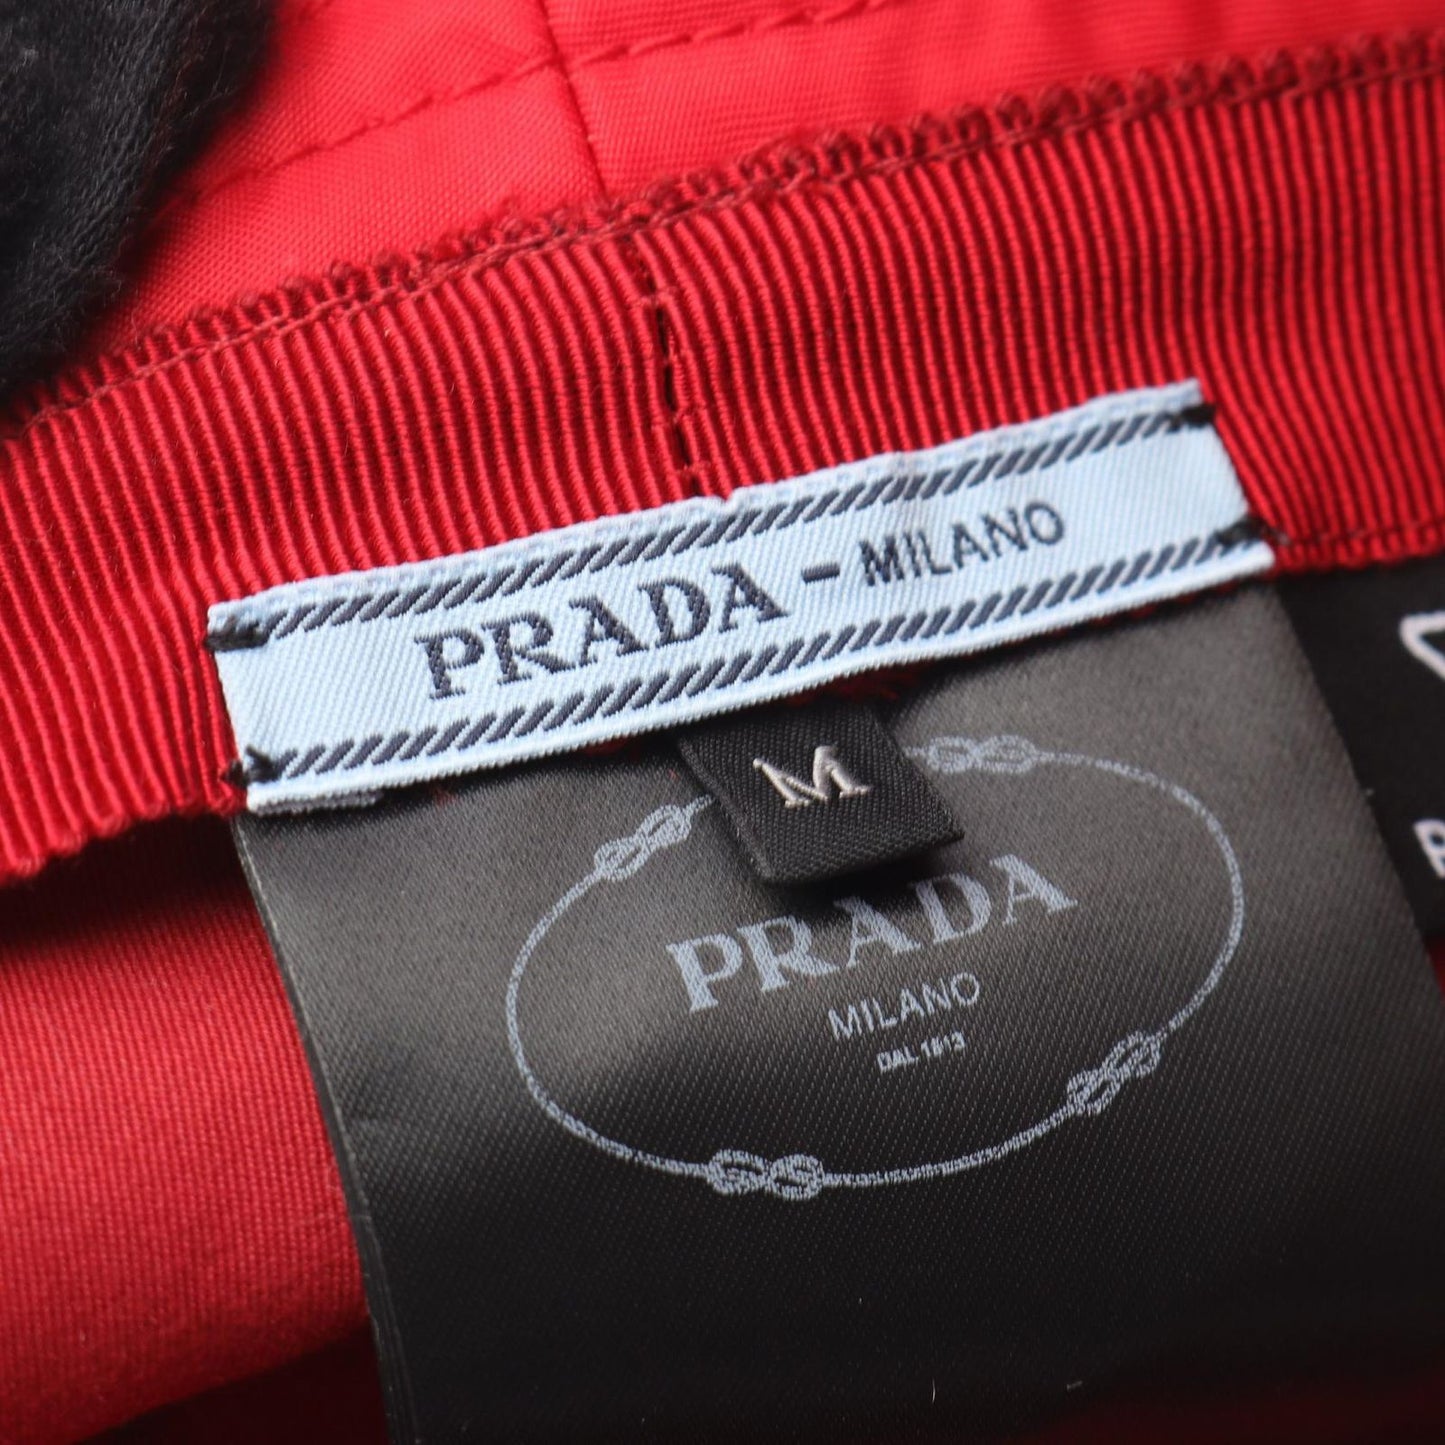 PRADA - MILANO
M
PRADA
MILANO
DAL 1913